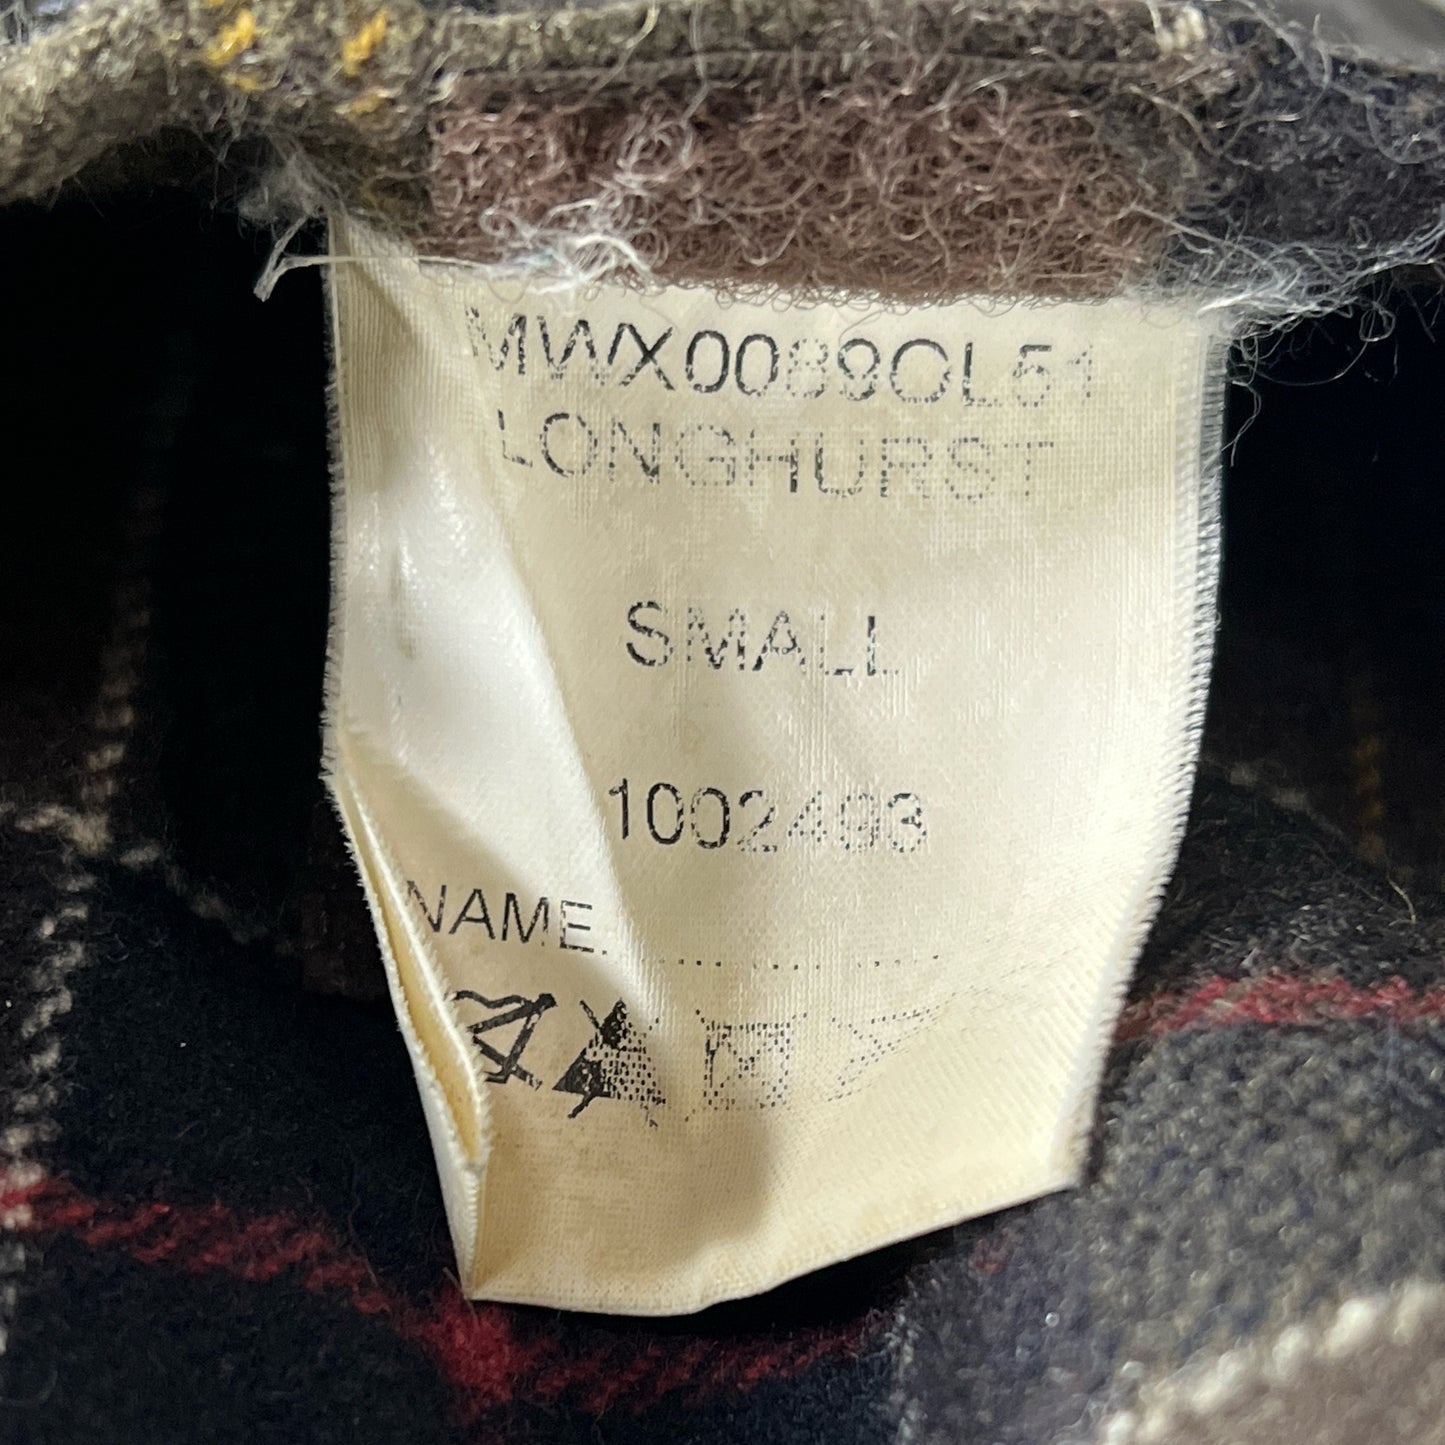 MWX0089OL51
LONGHURST
SMALL
1002493
NAME. .... .... .....